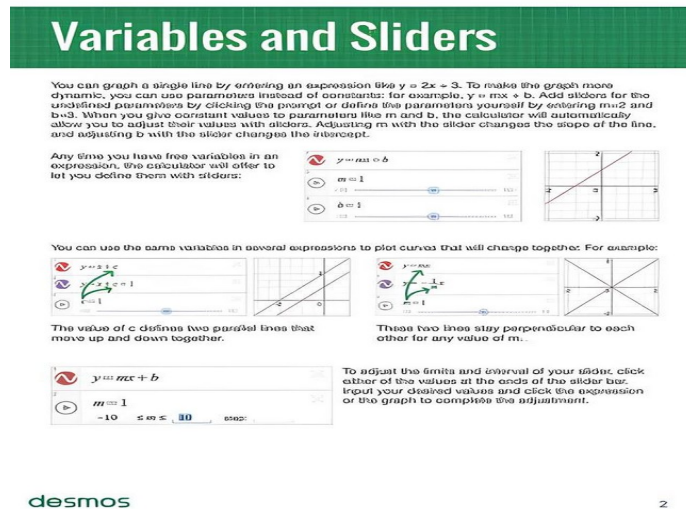 Variables and Sliders
You can graph a single line by entering an expression like y = 2x + 3. To make the graph more
dynamic, you can use parameters instead of constants: for example, y = mx + b. Add sliders for the
undefined parameters by clicking the prompt or define the parameters yourself by entering m=2 and
b=3. When you give constant values to parameters like m and b, the calculator will automatically
allow you to adjust their values with sliders. Adjusting m with the slider changes the slope of the line,
and adjusting b with the slider changes the intercept.
Any time you have free variables in an
expression, the calculator will offer to
let you define them with sliders:
y = mx + b
m = 1
b = 1
You can use the same variables in several expressions to plot curves that will change together. For example:
y = x + c
c = 1
y = mx
m = 1
The value of c defines two parallel lines that
move up and down together.
These two lines stay perpendicular to each
other for any value of m.
y = mx + b
m = 1
-10 ≤ m ≤ 10 step:
To adjust the limits and interval of your slider, click
either of the values at the ends of the slider bar.
Input your desired values and click the expression
or the graph to complete the adjustment.
desmos
2